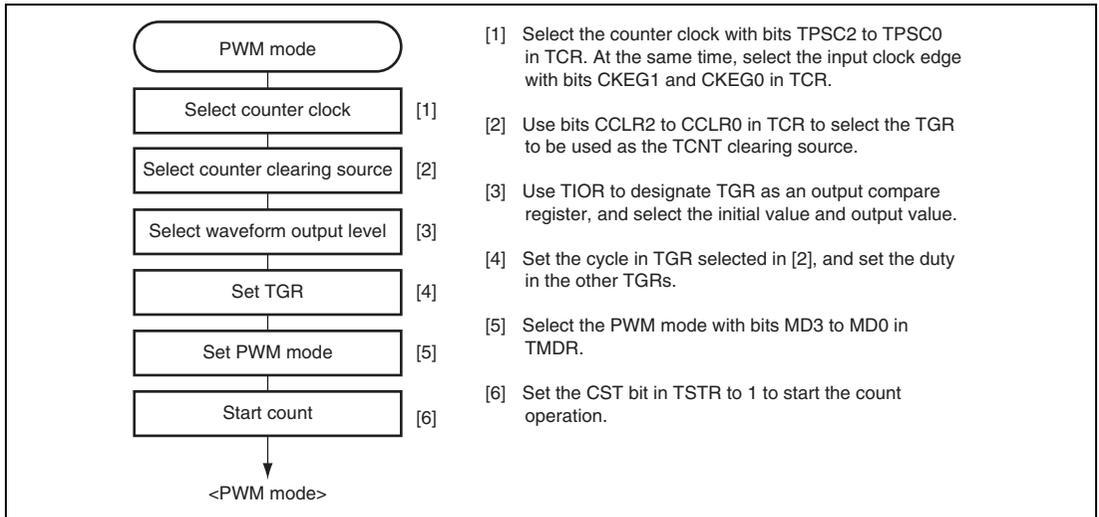 PWM mode
Select counter clock [1]
Select counter clearing source [2]
Select waveform output level [3]
Set TGR [4]
Set PWM mode [5]
Start count [6]
<PWM mode>
[1] Select the counter clock with bits TPSC2 to TPSC0
in TCR. At the same time, select the input clock edge
with bits CKEG1 and CKEG0 in TCR.
[2] Use bits CCLR2 to CCLR0 in TCR to select the TGR
to be used as the TCNT clearing source.
[3] Use TIOR to designate TGR as an output compare
register, and select the initial value and output value.
[4] Set the cycle in TGR selected in [2], and set the duty
in the other TGRs.
[5] Select the PWM mode with bits MD3 to MD0 in
TMDR.
[6] Set the CST bit in TSTR to 1 to start the count
operation.